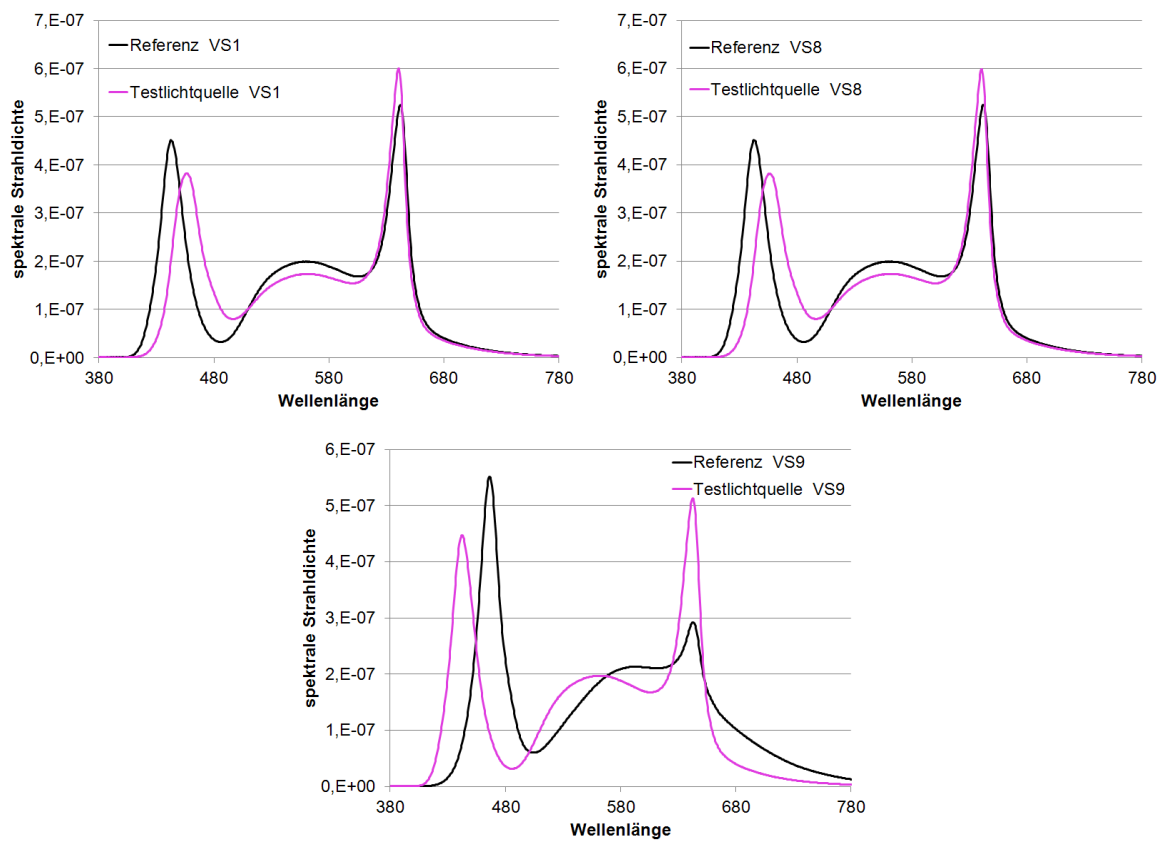 7,E-07
6,E-07
5,E-07
4,E-07
3,E-07
2,E-07
1,E-07
0,E+00
spektrale Strahldichte
Referenz VS1
Testlichtquelle VS1
380 480 580 680 780
Wellenlänge
7,E-07
6,E-07
5,E-07
4,E-07
3,E-07
2,E-07
1,E-07
0,E+00
spektrale Strahldichte
Referenz VS8
Testlichtquelle VS8
380 480 580 680 780
Wellenlänge
6,E-07
5,E-07
4,E-07
3,E-07
2,E-07
1,E-07
0,E+00
spektrale Strahldichte
Referenz VS9
Testlichtquelle VS9
380 480 580 680 780
Wellenlänge